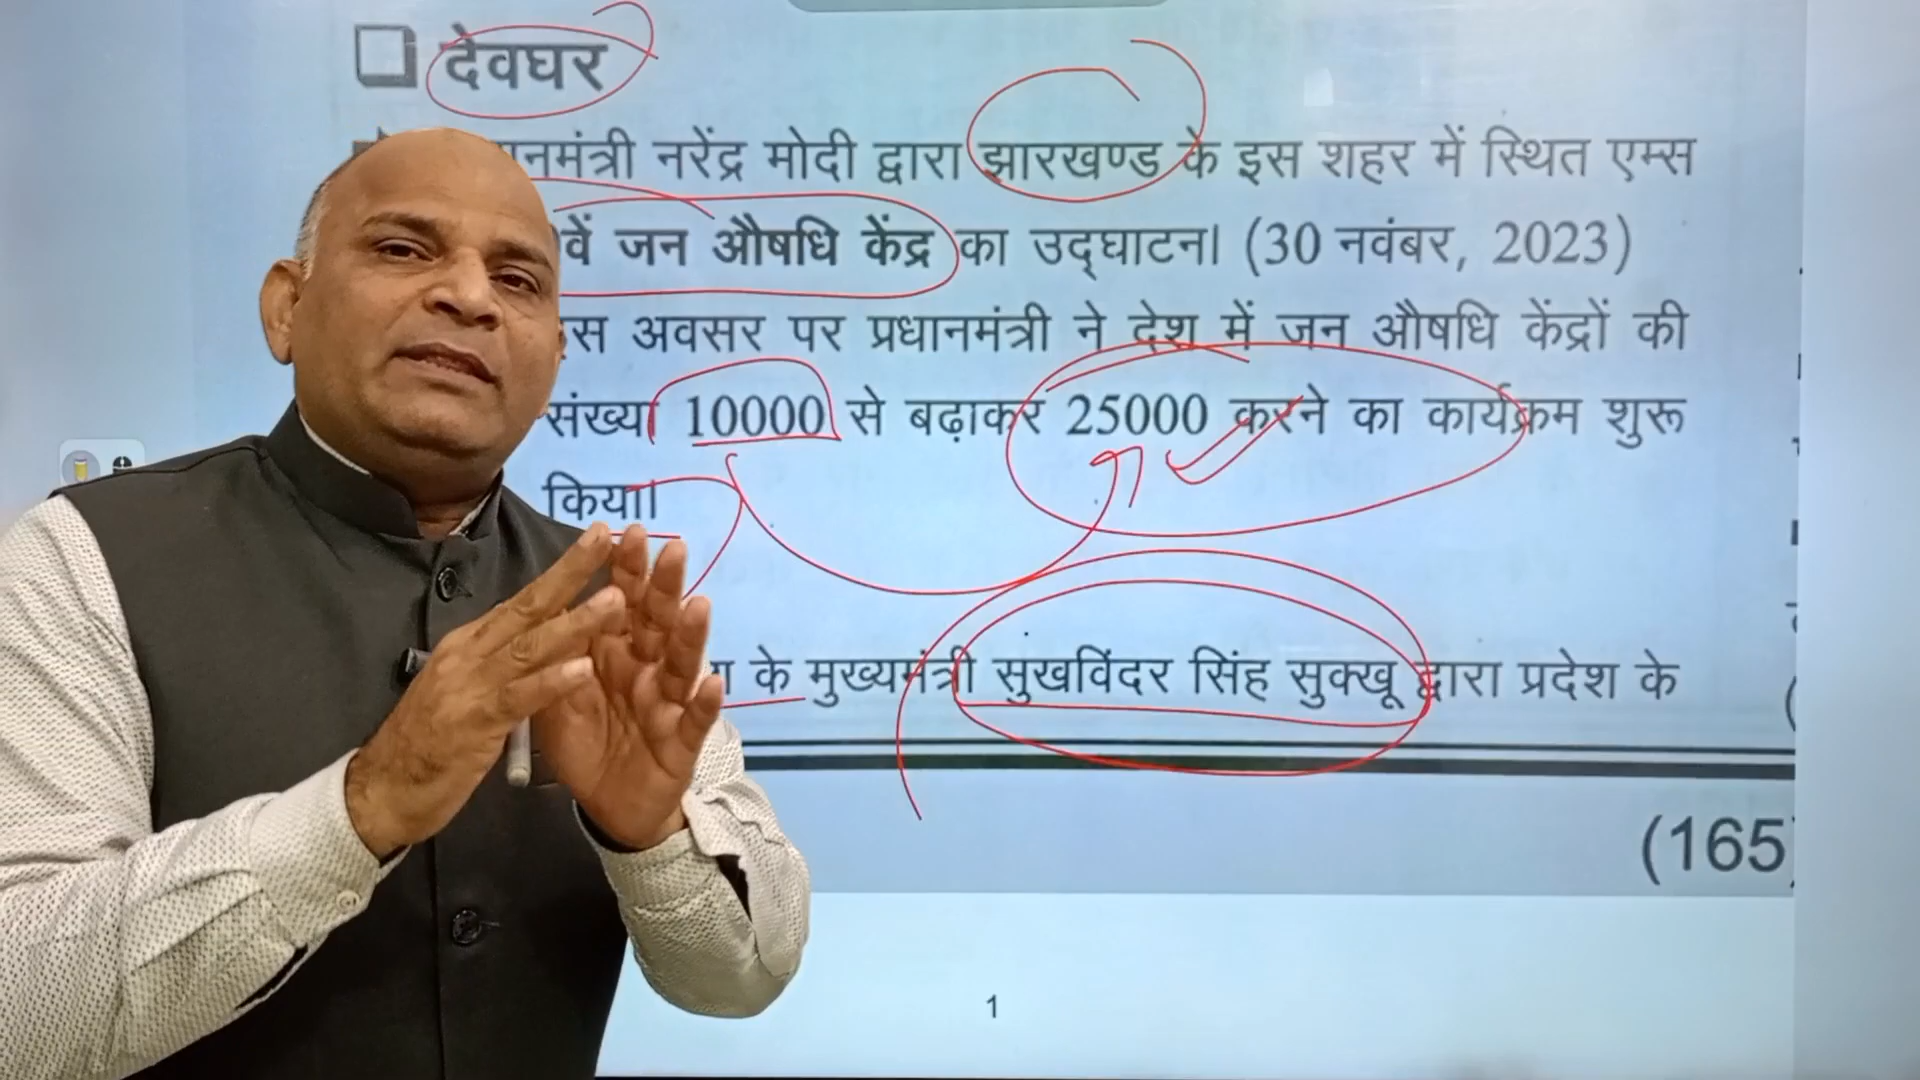 देवघर
नरेंद्र मोदी द्वारा झारखण्ड के इस शहर में स्थित एम्स
वें जन औषधि केंद्र का उद्घाटन। (30 नवंबर, 2023)
अवसर पर प्रधानमंत्री ने देश में जन औषधि केंद्रों की
संख्या 10000 से बढ़ाकर 25000 करने का कार्यक्रम शुरू
किया।
के मुख्यमंत्री सुखविंदर सिंह सुक्खू द्वारा प्रदेश के
(165)
1